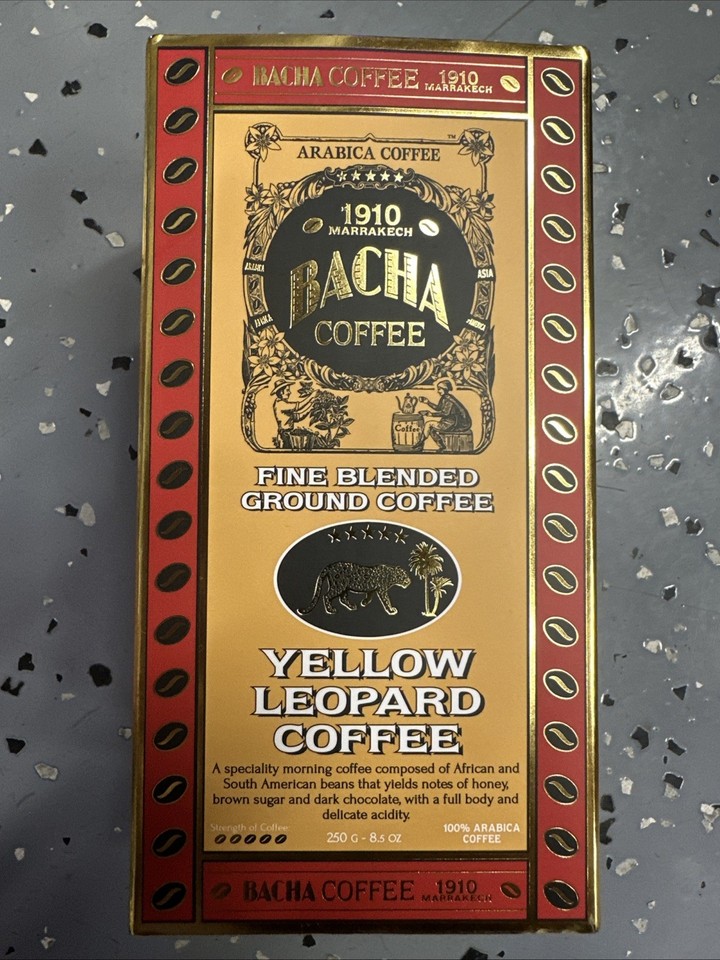 BACHA COFFEE 1910 MARRAKECH
ARABICA COFFEE
™
1910
MARRAKECH
BACHA
COFFEE
ASIA
Coffee
FINE BLENDED
GROUND COFFEE
YELLOW
LEOPARD
COFFEE
A speciality morning coffee composed of African and
South American beans that yields notes of honey,
brown sugar and dark chocolate, with a full body and
delicate acidity.
Strength of Coffee:
250 G - 8.5 OZ
100% ARABICA
COFFEE
BACHA COFFEE 1910 MARRAKECH